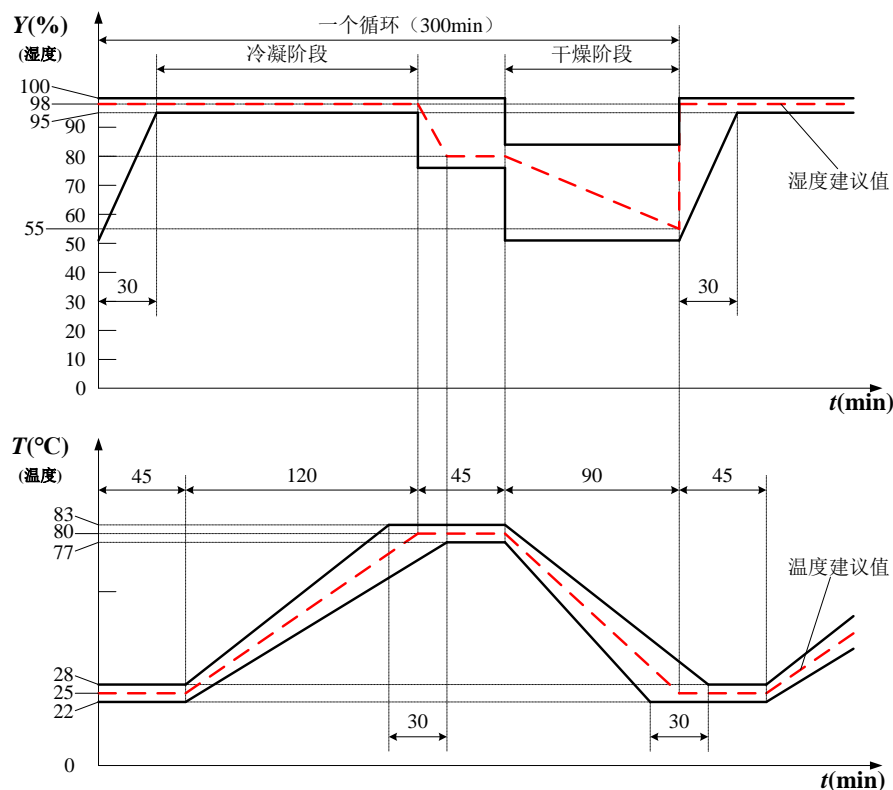 Y(%)
(湿度)
一个循环（300min）
冷凝阶段
干燥阶段
100
98
95
90
80
70
60
55
50
40
30
20
10
0
30
30
湿度建议值
t(min)
T(℃)
(温度)
45
120
45
90
45
83
80
77
温度建议值
28
25
22
30
30
0
t(min)